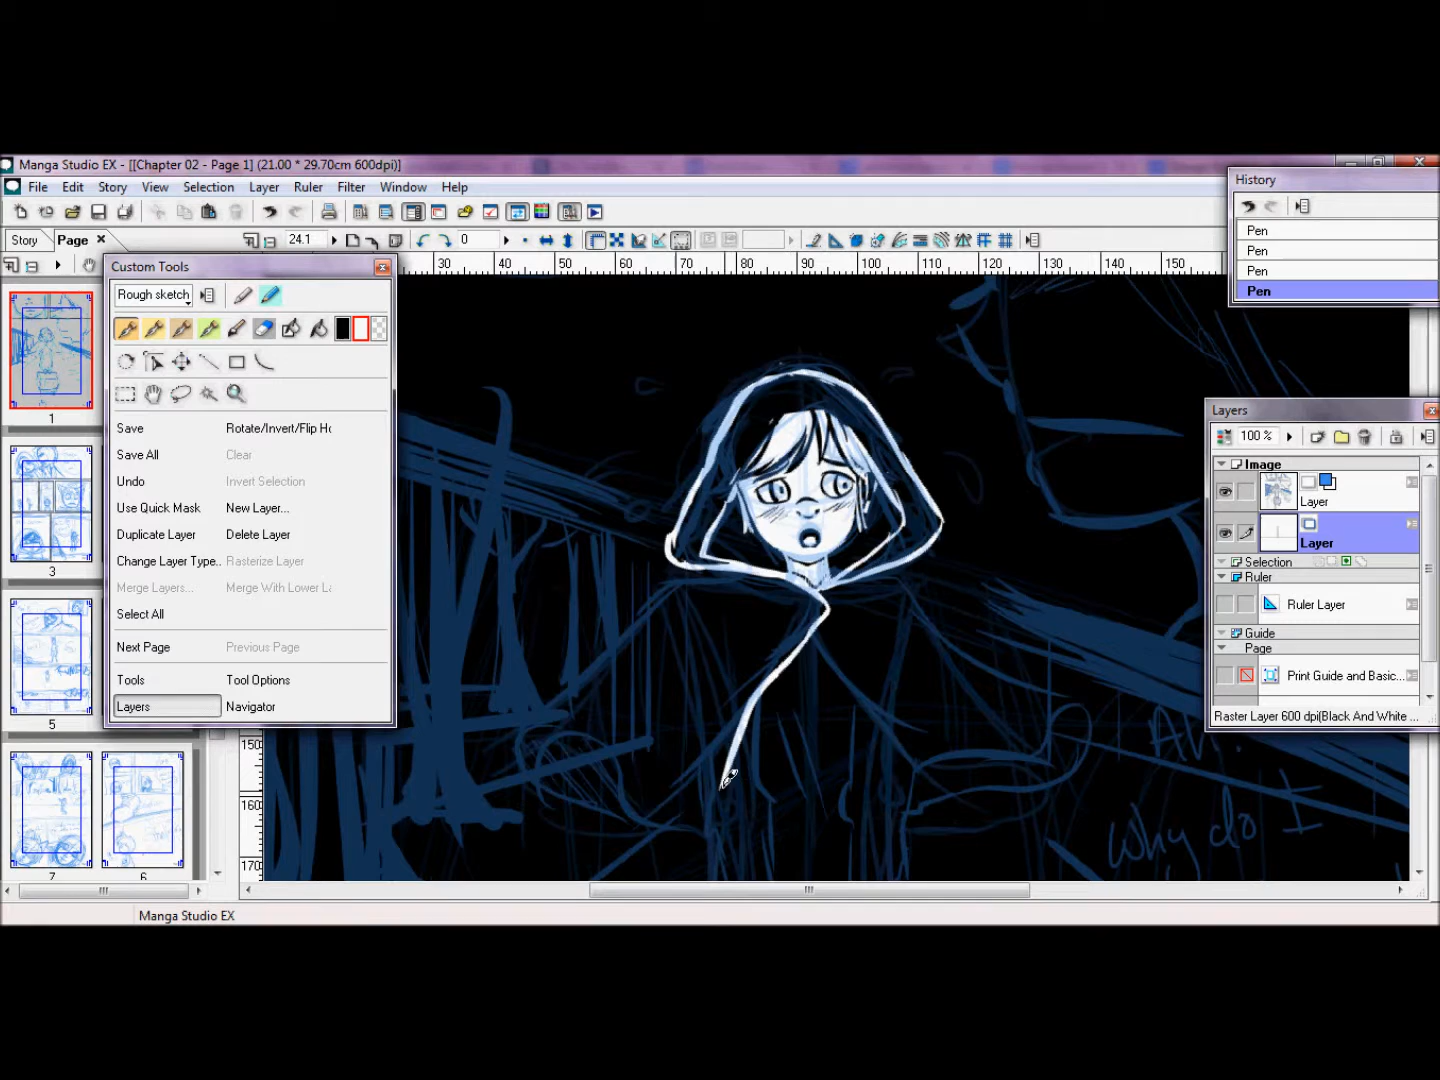 Manga Studio EX - [[Chapter 02 - Page 1] (21.00 * 29.70cm 600dpi)]
File Edit Story View Selection Layer Ruler Filter Window Help
History
Story Page 24.1 0
Pen
Pen
Pen
Pen
Custom Tools
30 40 50 60 70 80 90 100 110 120 130 140 150
Rough sketch
Save Rotate/Invert/Flip Ho
Save All Clear
Undo Invert Selection
Use Quick Mask New Layer...
Duplicate Layer Delete Layer
Change Layer Type.. Rasterize Layer
Merge Layers... Merge With Lower La
Select All
Next Page Previous Page
Tools Tool Options
Layers Navigator
1
3
5
7 6
150
160
170
Layers
100 %
Image
Layer
Layer
Selection
Ruler
Ruler Layer
Guide
Page
Print Guide and Basic...
Raster Layer 600 dpi(Black And White ...
Why do I
Manga Studio EX